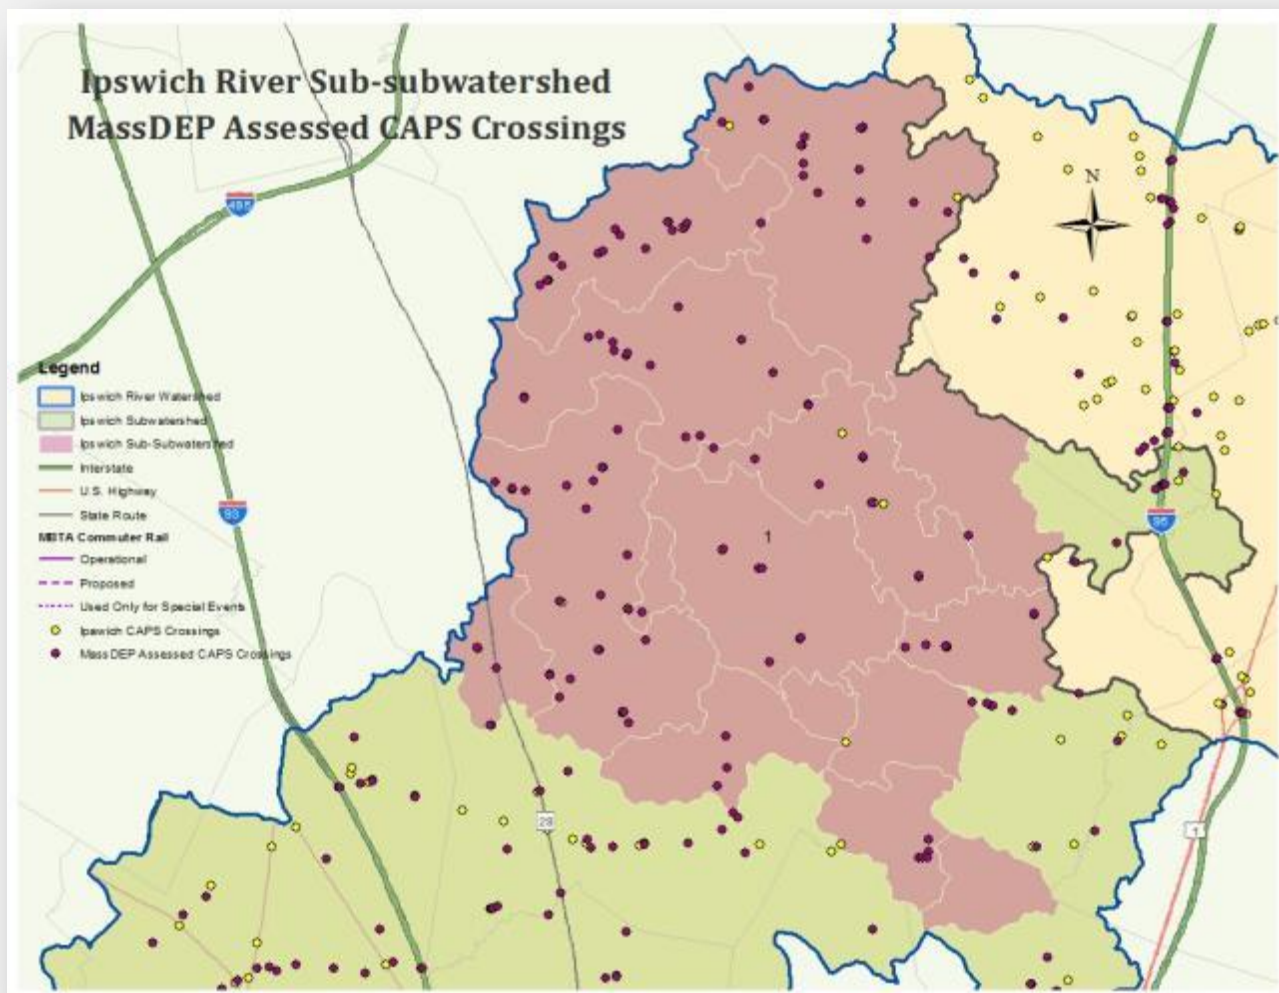 Ipswich River Sub-subwatershed
MassDEP Assessed CAPS Crossings
N
495
Legend
Ipswich River Watershed
Ipswich Subwatershed
Ipswich Sub-Subwatershed
Interstate
U.S. Highway
State Route
MBTA Commuter Rail
Operational
Proposed
Used Only for Special Events
Ipswich CAPS Crossings
MassDEP Assessed CAPS Crossings
93
95
1
28
1